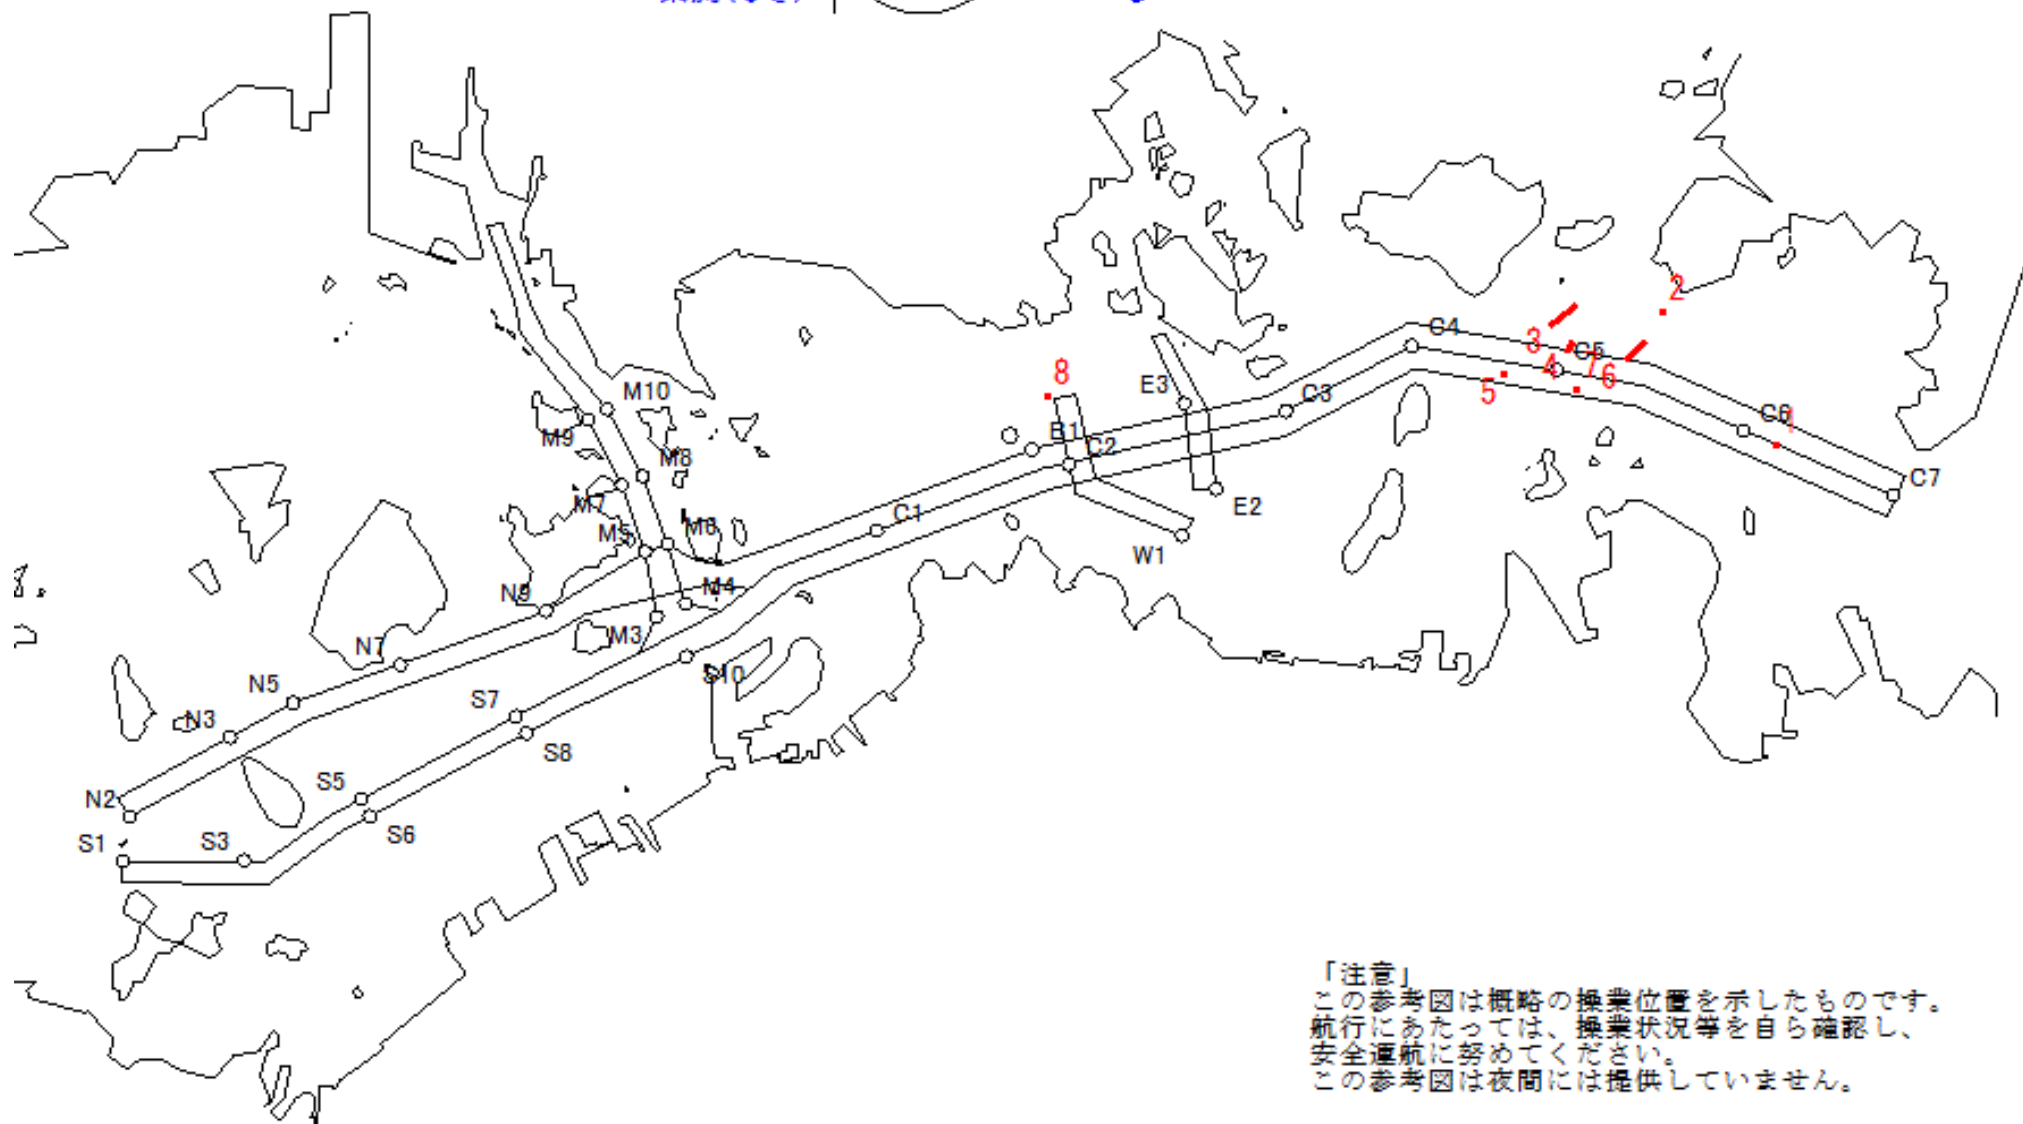 2
C4
3
C5
4
7
6
5
8
E3
C3
M10
C6
1
M9
B1
C2
M8
C7
M7
E2
C1
M5
M6
W1
N9
M4
M3
N7
S10
N5
S7
N3
S8
S5
N2
S6
S1
S3
「注意」
この参考図は概略の操業位置を示したものです。
航行にあたっては、操業状況等を自ら確認し、
安全運航に努めてください。
この参考図は夜間には提供していません。